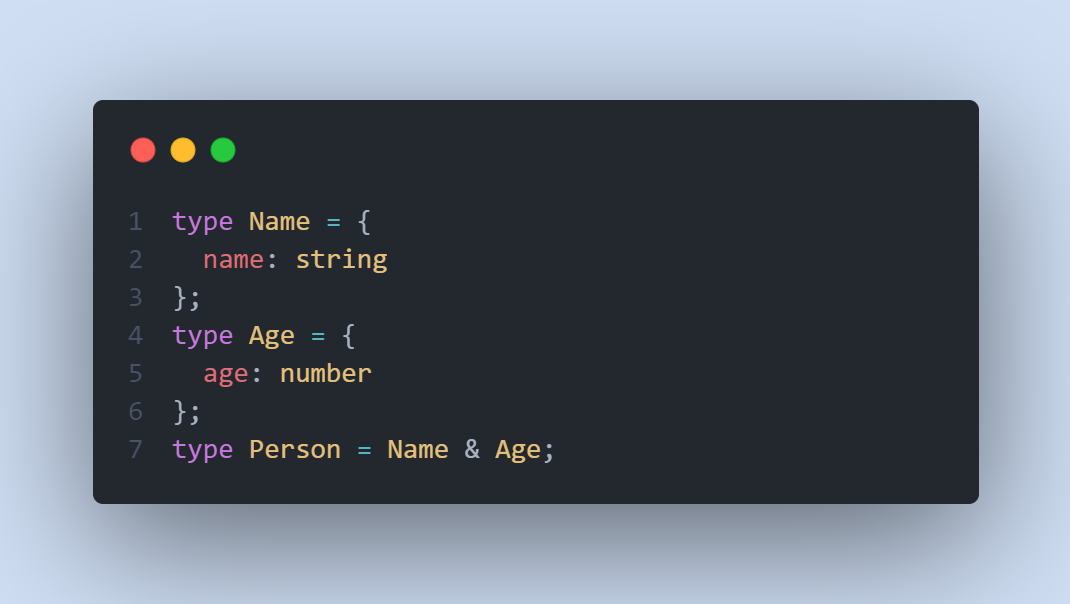 1 type Name = {
2   name: string
3 };
4 type Age = {
5   age: number
6 };
7 type Person = Name & Age;